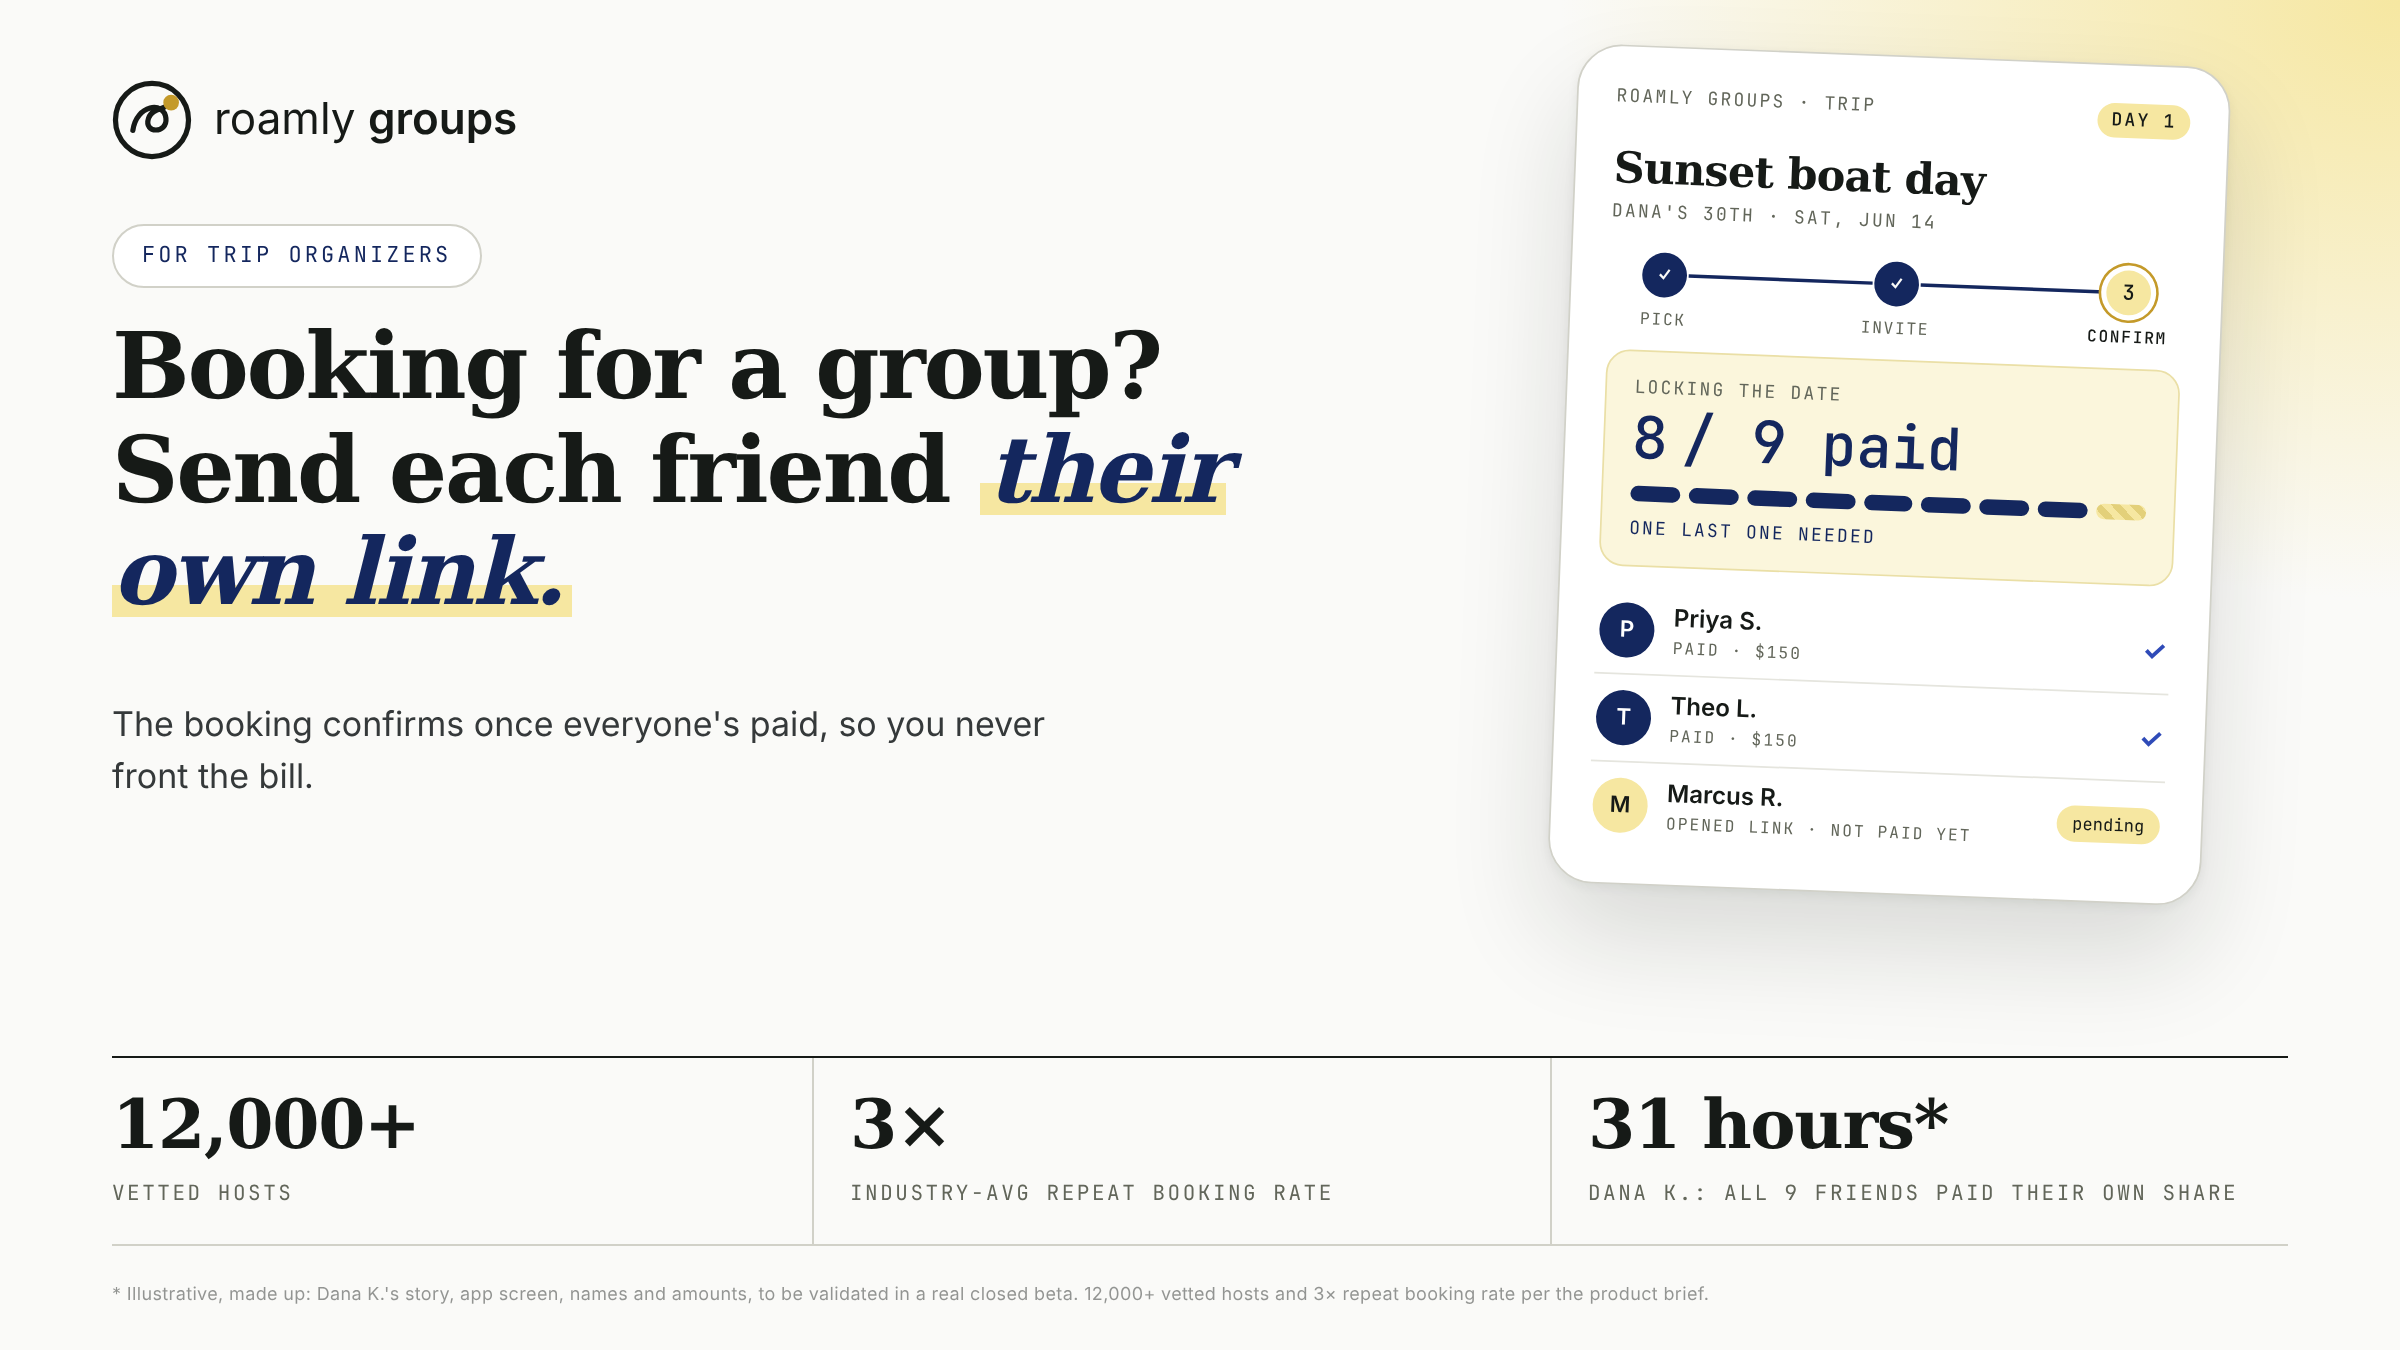 roamly groups
FOR TRIP ORGANIZERS
Booking for a group?
Send each friend their
own link.
The booking confirms once everyone's paid, so you never
front the bill.
ROAMLY GROUPS · TRIP
DAY 1
Sunset boat day
DANA'S 30TH · SAT, JUN 14
3
PICK
INVITE
CONFIRM
LOCKING THE DATE
8 / 9 paid
ONE LAST ONE NEEDED
P
Priya S.
PAID · $150
T
Theo L.
PAID · $150
M
Marcus R.
OPENED LINK · NOT PAID YET
pending
12,000+
VETTED HOSTS
3×
INDUSTRY-AVG REPEAT BOOKING RATE
31 hours*
DANA K.: ALL 9 FRIENDS PAID THEIR OWN SHARE
* Illustrative, made up: Dana K.'s story, app screen, names and amounts, to be validated in a real closed beta. 12,000+ vetted hosts and 3× repeat booking rate per the product brief.